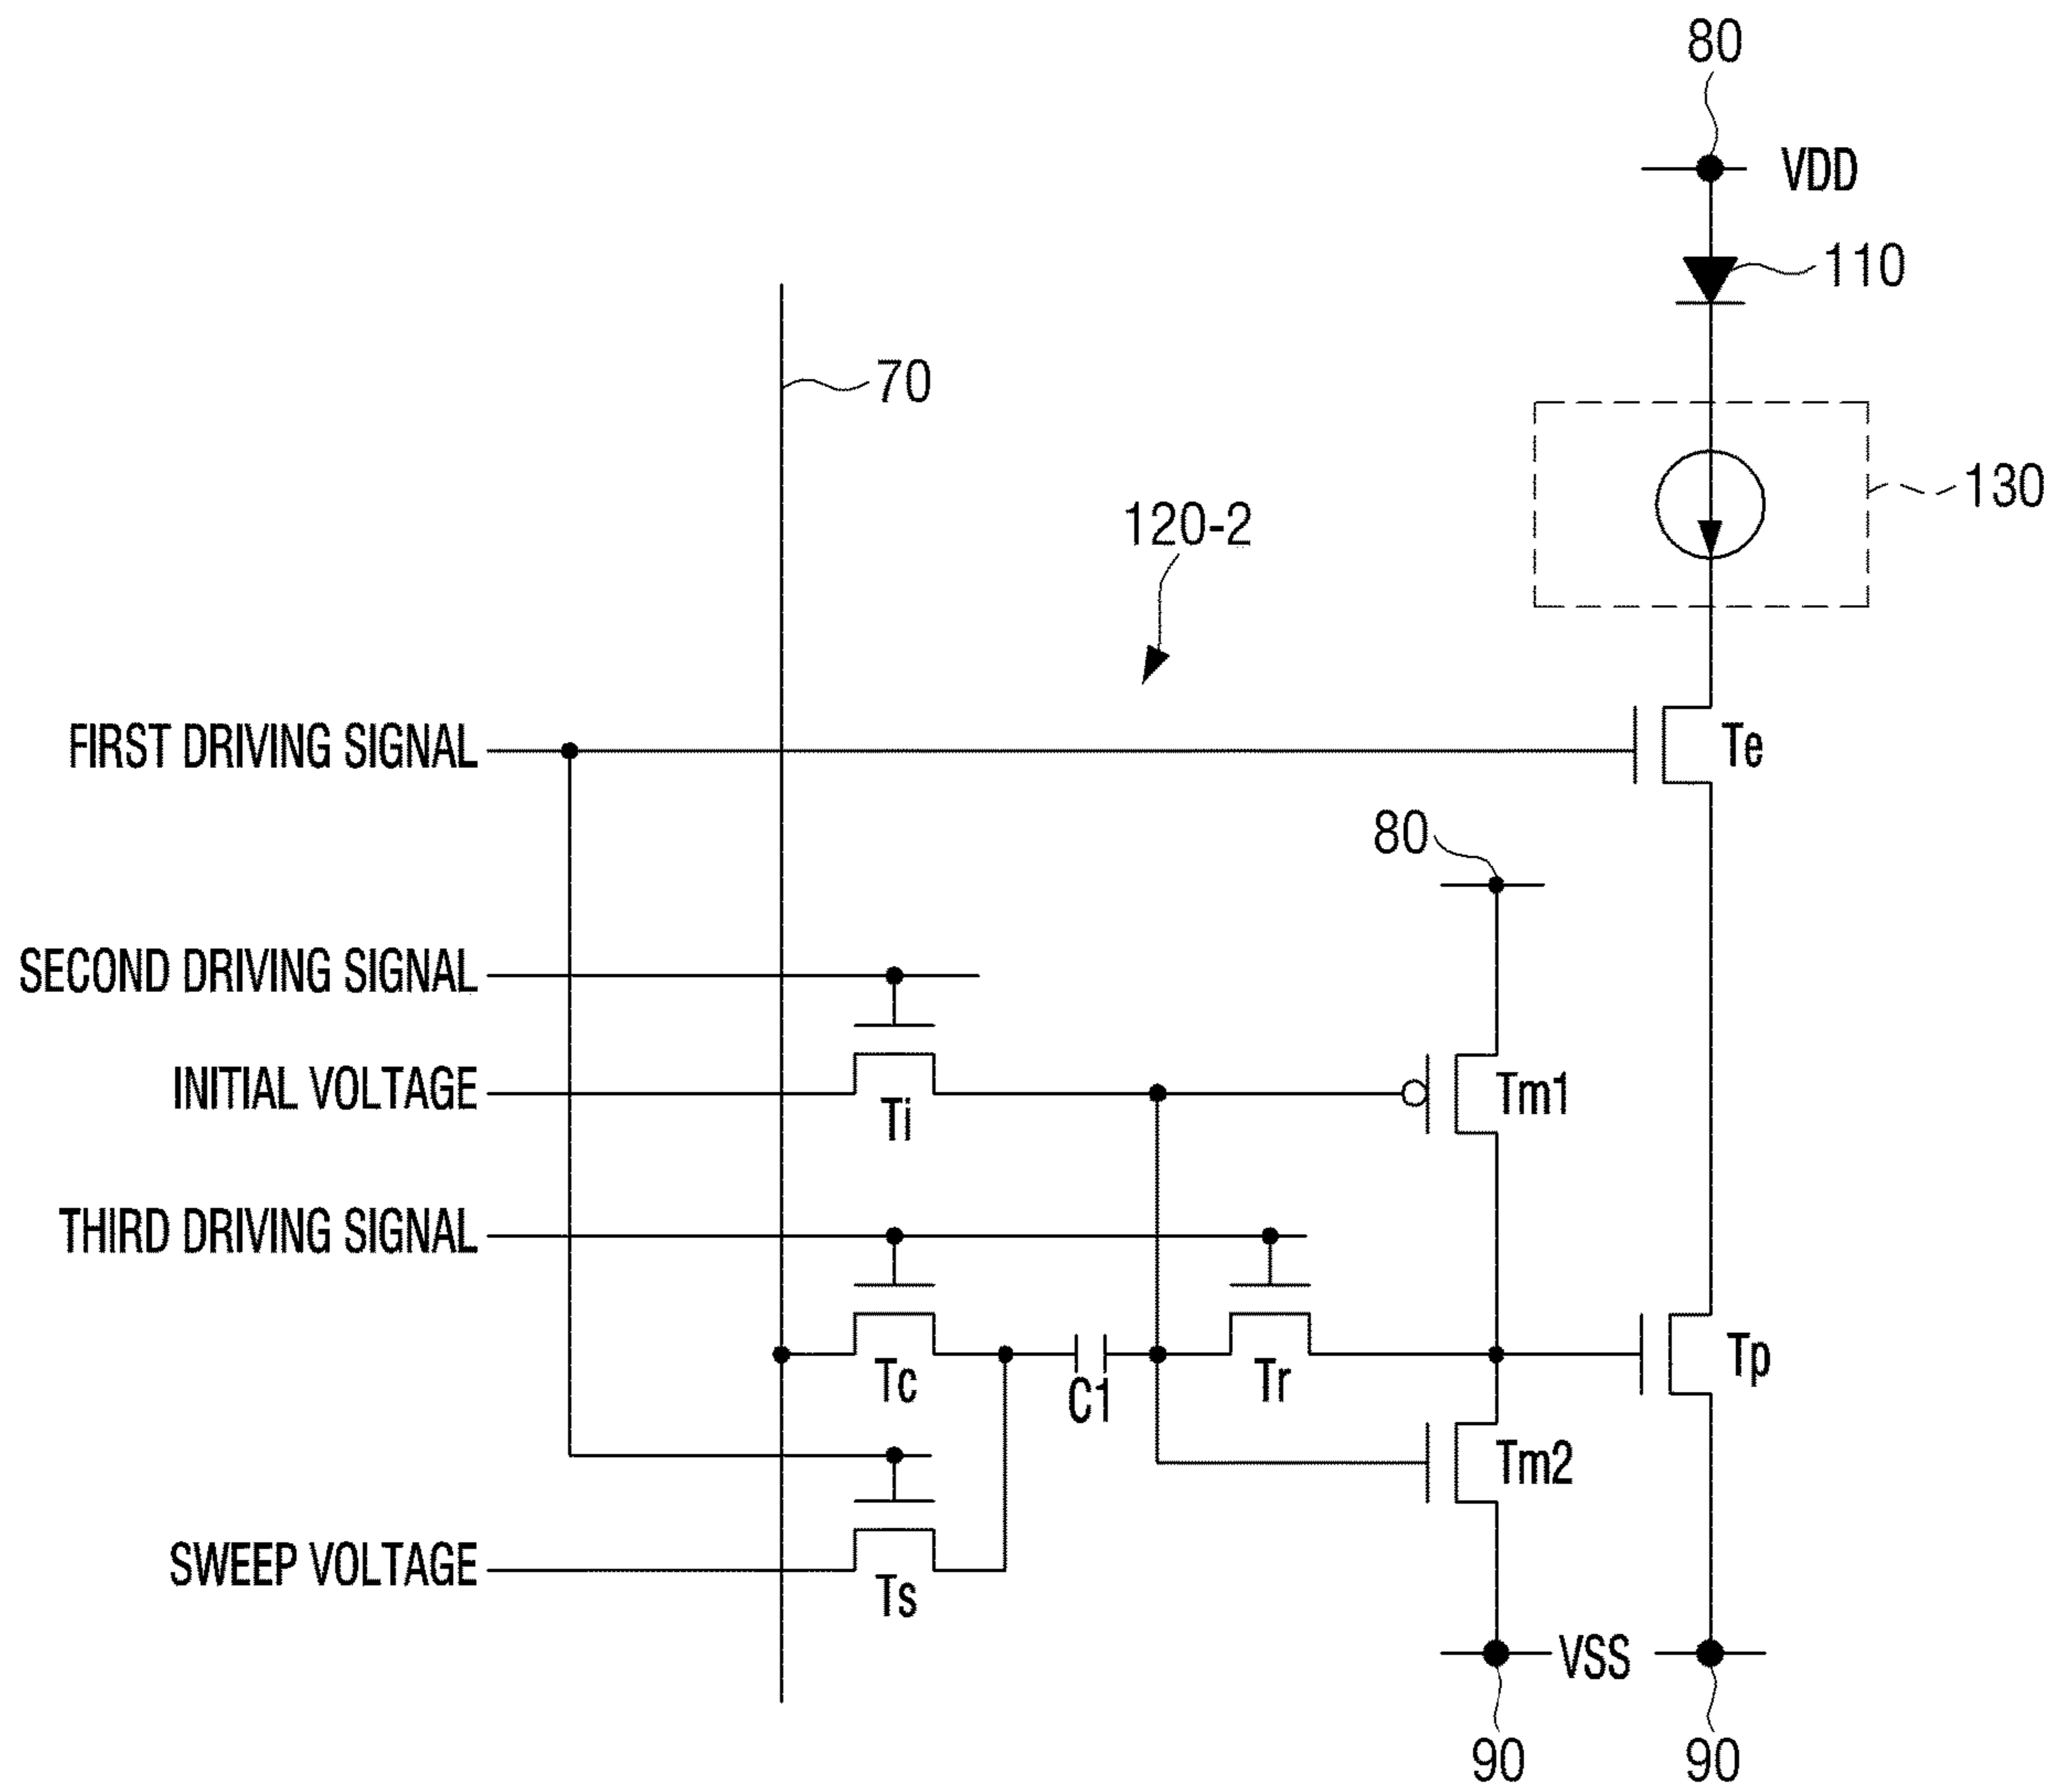 80
VDD
110
70
130
120-2
FIRST DRIVING SIGNAL
Te
80
SECOND DRIVING SIGNAL
INITIAL VOLTAGE
Ti
Tm1
THIRD DRIVING SIGNAL
Tc
C1
Tr
Tp
Tm2
SWEEP VOLTAGE
Ts
VSS
90
90